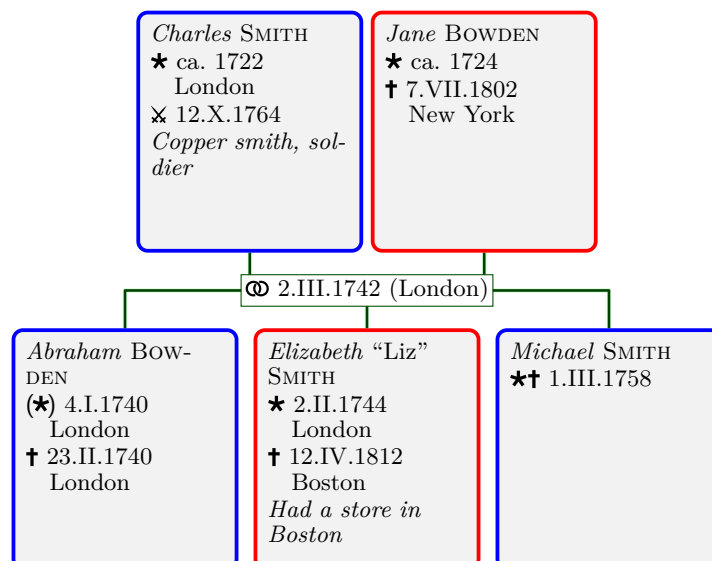 Charles SMITH
* ca. 1722
London
⚔ 12.X.1764
Copper smith, sol-
dier
Jane BOWDEN
* ca. 1724
† 7.VII.1802
New York
⚭ 2.III.1742 (London)
Abraham BOW-
DEN
(*) 4.I.1740
London
† 23.II.1740
London
Elizabeth “Liz”
SMITH
* 2.II.1744
London
† 12.IV.1812
Boston
Had a store in
Boston
Michael SMITH
*† 1.III.1758